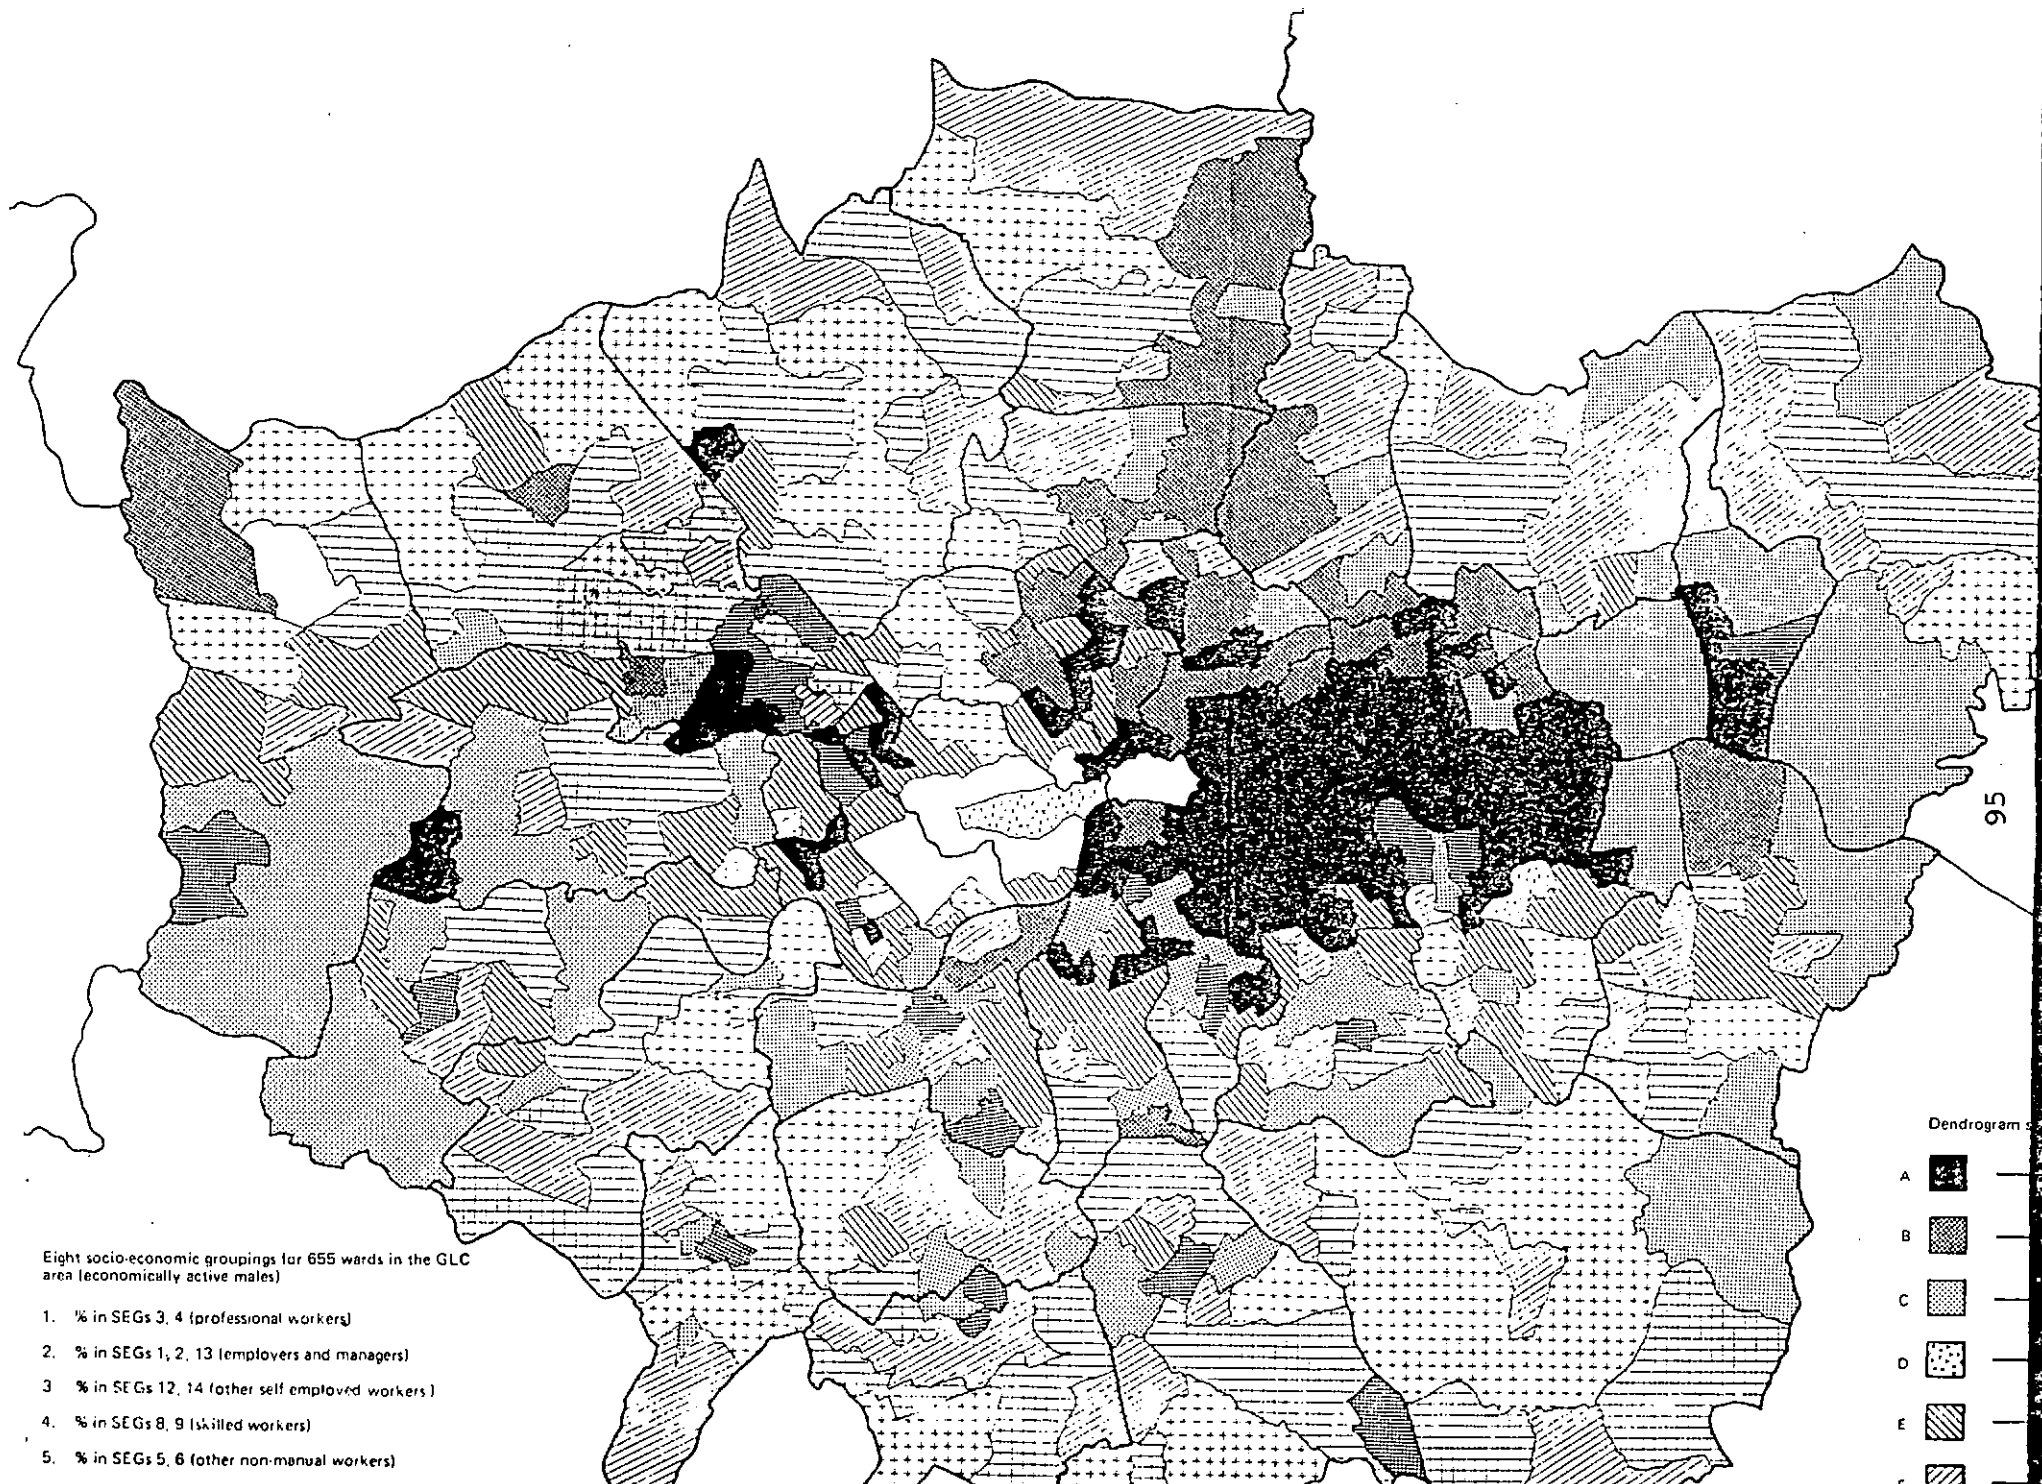 95
Dendrogram
A
B
C
D
E
F
Eight socio-economic groupings for 655 wards in the GLC
area (economically active males)
1. % in SEGs 3, 4 (professional workers)
2. % in SEGs 1, 2, 13 (employers and managers)
3 % in SEGs 12, 14 (other self employed workers)
4. % in SEGs 8, 9 (skilled workers)
5. % in SEGs 5, 6 (other non-manual workers)